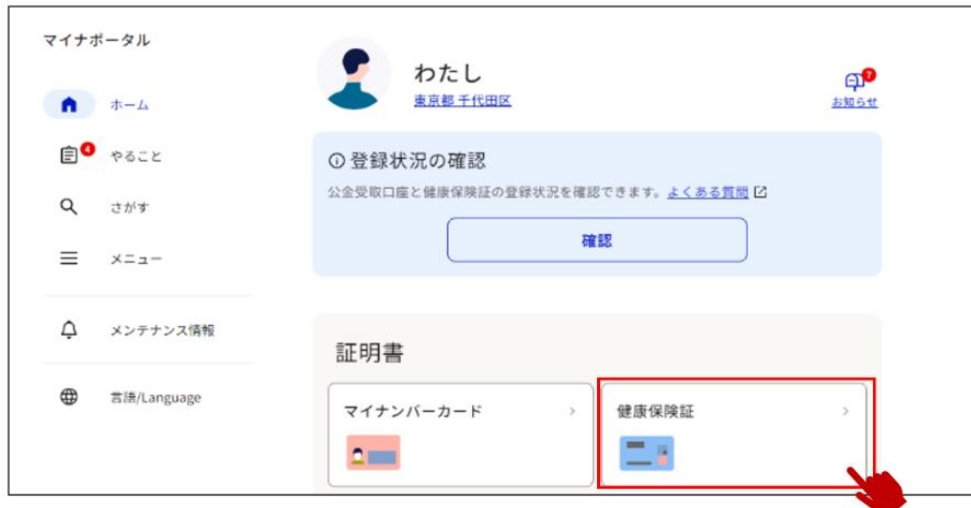 マイナポータル
ホーム
4
やること
さがす
メニュー
メンテナンス情報
言語/Language
わたし
東京都 千代田区
7
お知らせ
登録状況の確認
公金受取口座と健康保険証の登録状況を確認できます。よくある質問
確認
証明書
マイナンバーカード
健康保険証